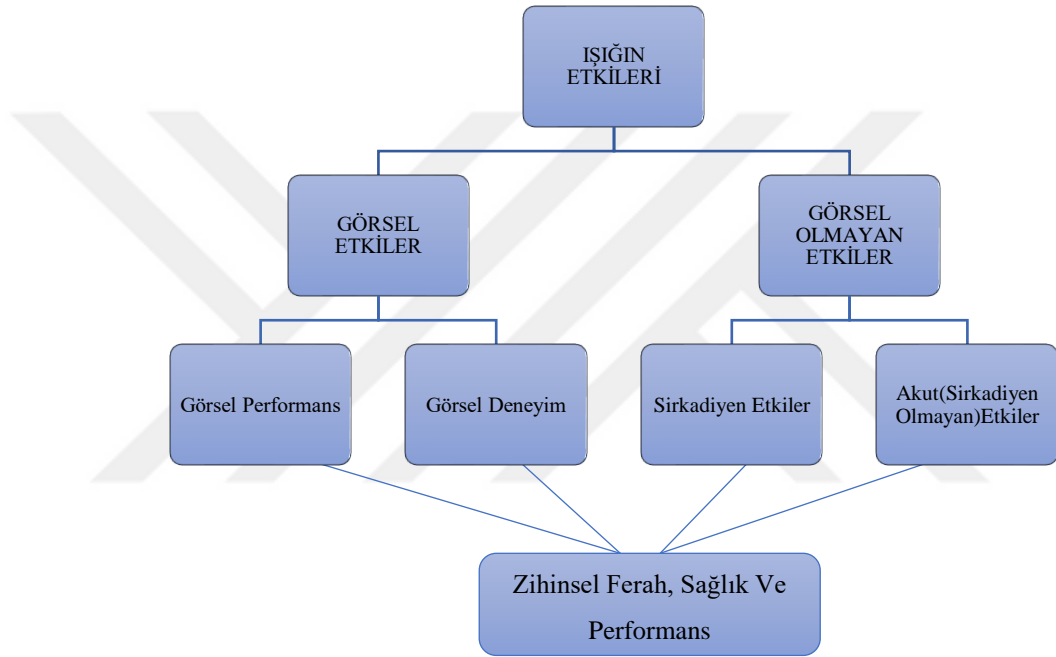 IŞIĞIN
ETKİLERİ
GÖRSEL
ETKİLER
GÖRSEL
OLMAYAN
ETKİLER
Görsel Performans
Görsel Deneyim
Sirkadiyen Etkiler
Akut(Sirkadiyen
Olmayan)Etkiler
Zihinsel Ferah, Sağlık Ve
Performans